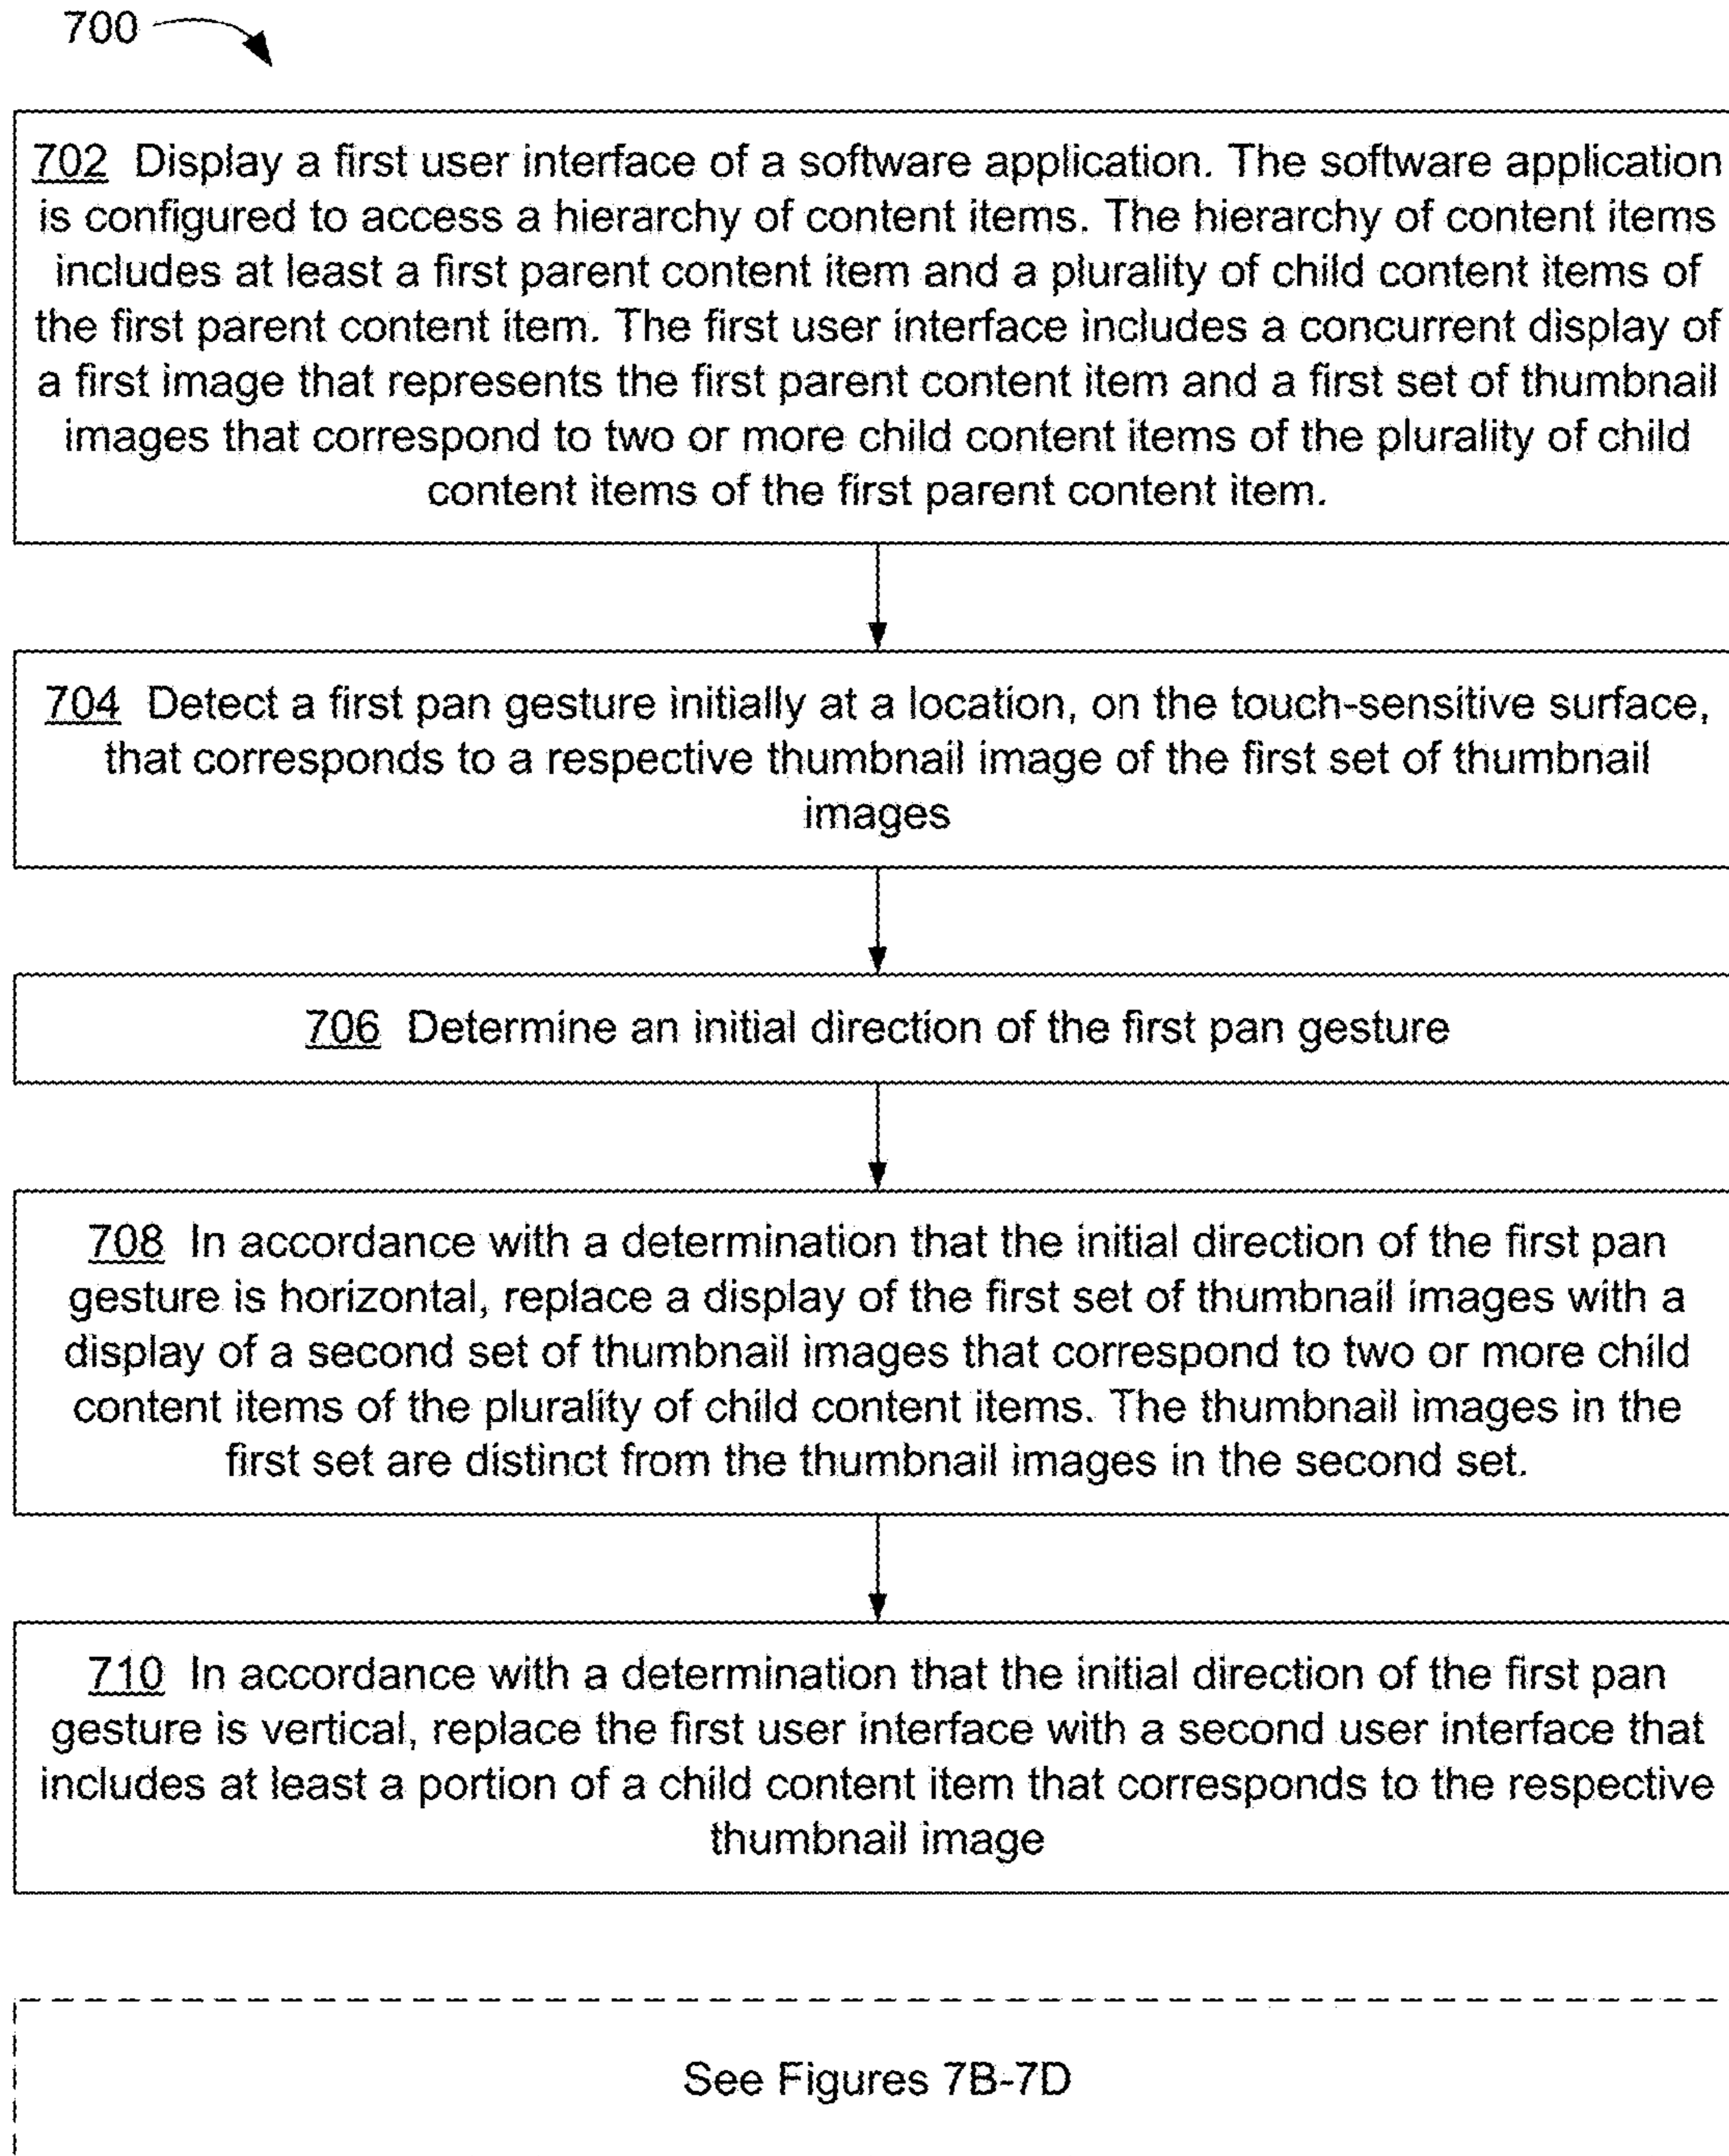 700
702 Display a first user interface of a software application. The software application
is configured to access a hierarchy of content items. The hierarchy of content items
includes at least a first parent content item and a plurality of child content items of
the first parent content item. The first user interface includes a concurrent display of
a first image that represents the first parent content item and a first set of thumbnail
images that correspond to two or more child content items of the plurality of child
content items of the first parent content item.
704 Detect a first pan gesture initially at a location, on the touch-sensitive surface,
that corresponds to a respective thumbnail image of the first set of thumbnail
images
706 Determine an initial direction of the first pan gesture
708 In accordance with a determination that the initial direction of the first pan
gesture is horizontal, replace a display of the first set of thumbnail images with a
display of a second set of thumbnail images that correspond to two or more child
content items of the plurality of child content items. The thumbnail images in the
first set are distinct from the thumbnail images in the second set.
710 In accordance with a determination that the initial direction of the first pan
gesture is vertical, replace the first user interface with a second user interface that
includes at least a portion of a child content item that corresponds to the respective
thumbnail image
See Figures 7B-7D